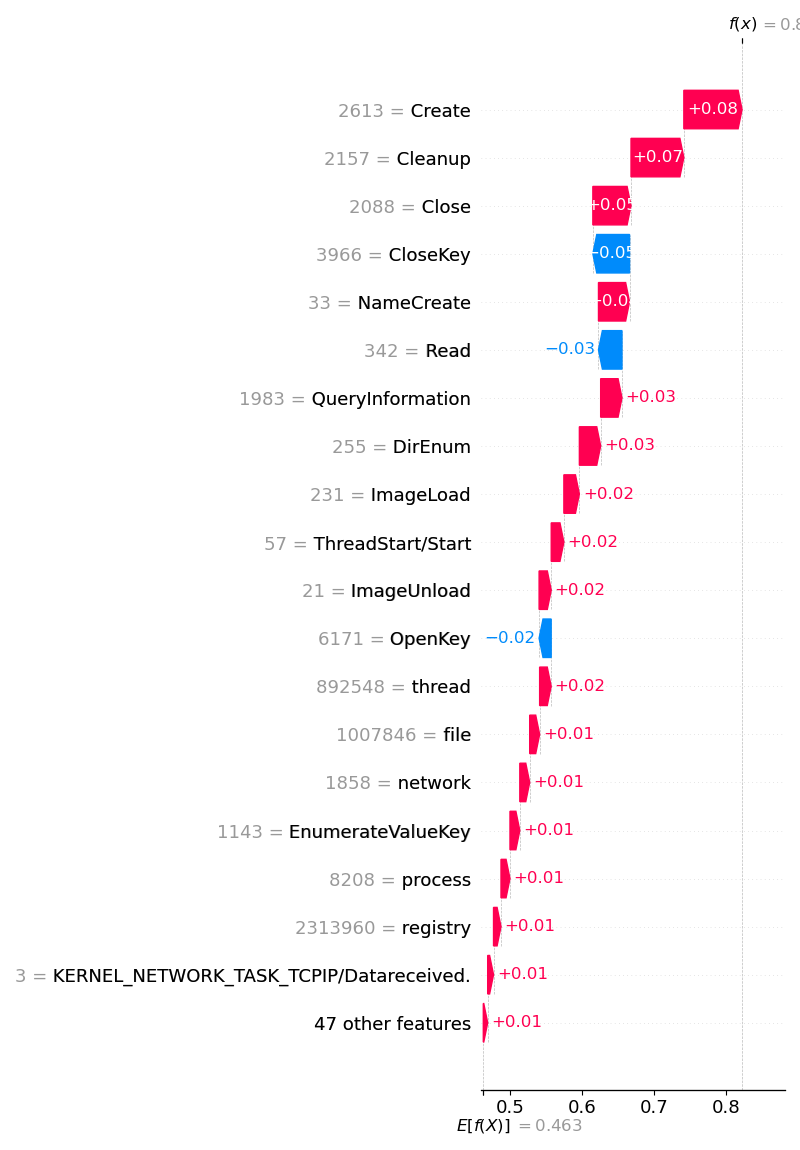 f(x) = 0.8
2613 = Create +0.08
2157 = Cleanup +0.07
2088 = Close +0.05
3966 = CloseKey −0.05
33 = NameCreate
342 = Read −0.03
1983 = QueryInformation +0.03
255 = DirEnum +0.03
231 = ImageLoad +0.02
57 = ThreadStart/Start +0.02
21 = ImageUnload +0.02
6171 = OpenKey −0.02
892548 = thread +0.02
1007846 = file +0.01
1858 = network +0.01
1143 = EnumerateValueKey +0.01
8208 = process +0.01
2313960 = registry +0.01
3 = KERNEL_NETWORK_TASK_TCPIP/Datareceived. +0.01
47 other features +0.01
0.5 0.6 0.7 0.8
E[f(X)] = 0.463